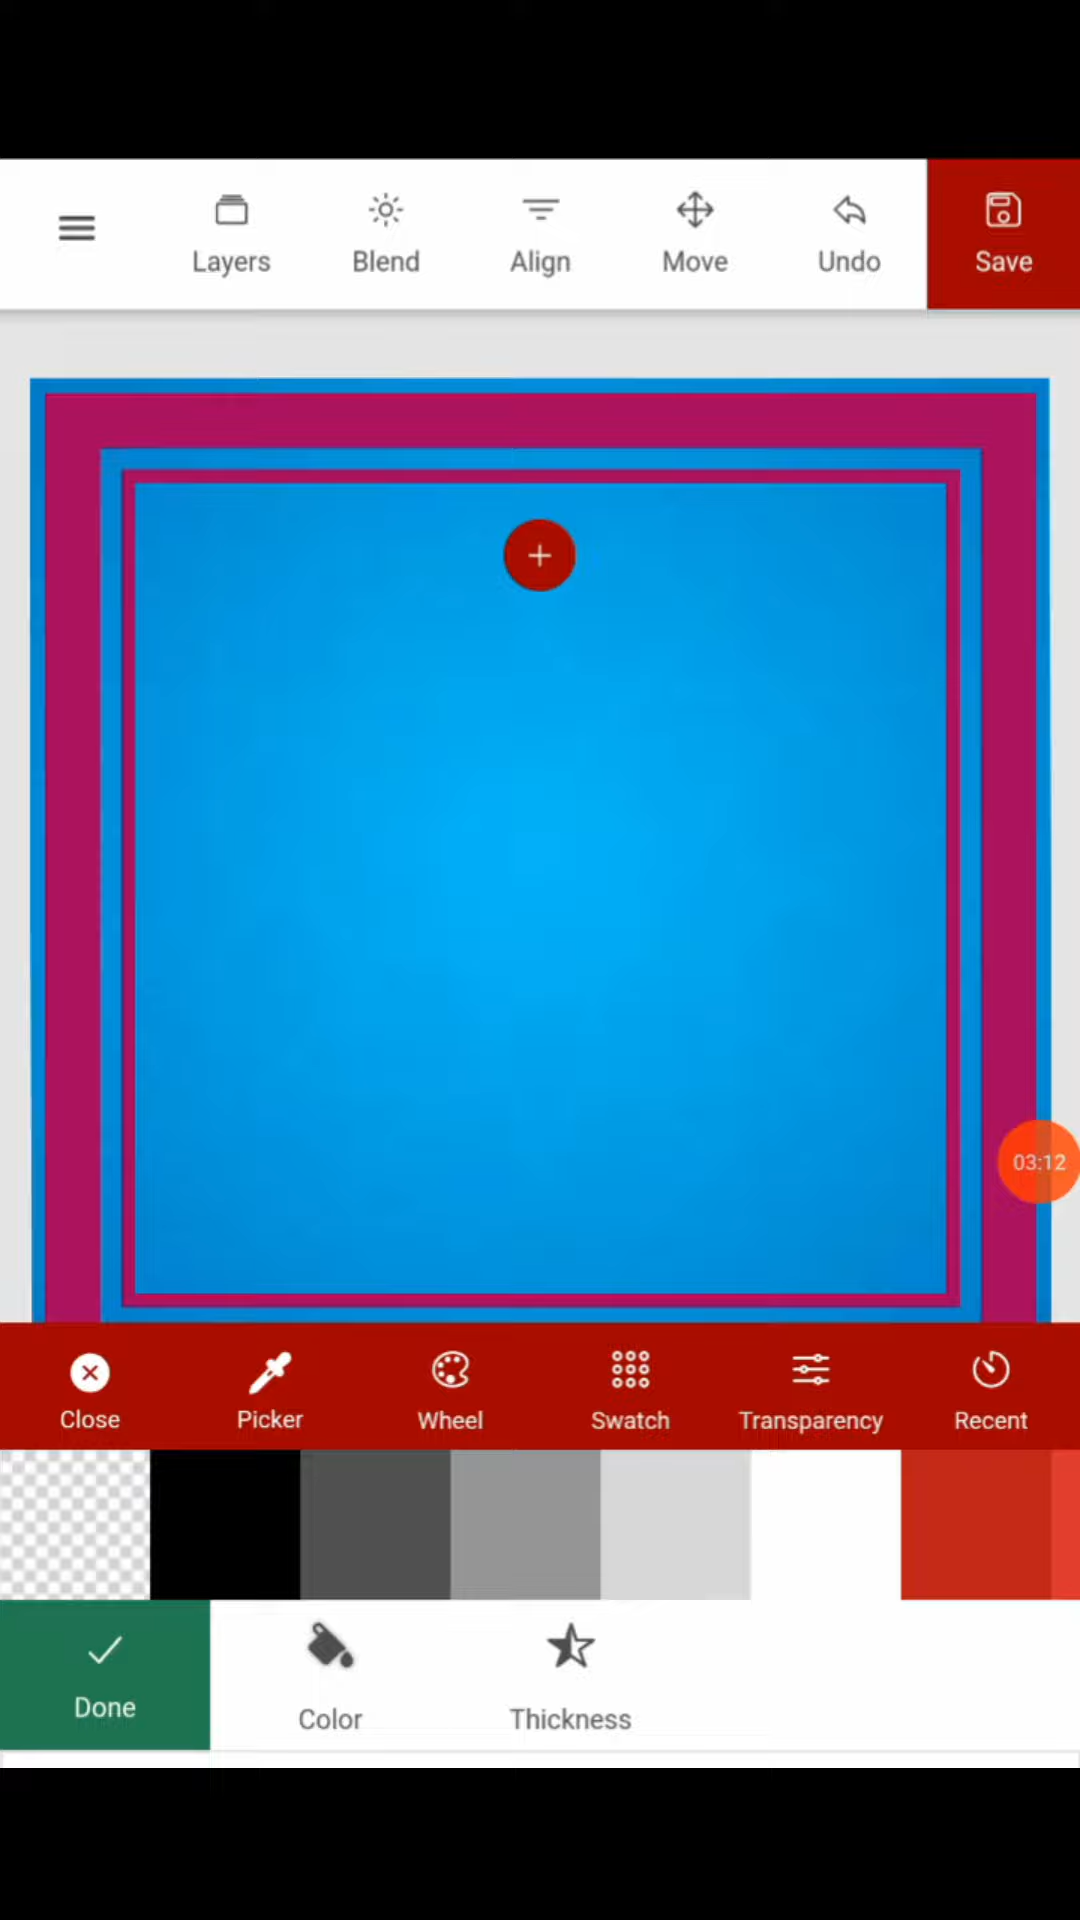 Layers Blend Align Move Undo Save
03:12
Close Picker Wheel Swatch Transparency Recent
Done Color Thickness